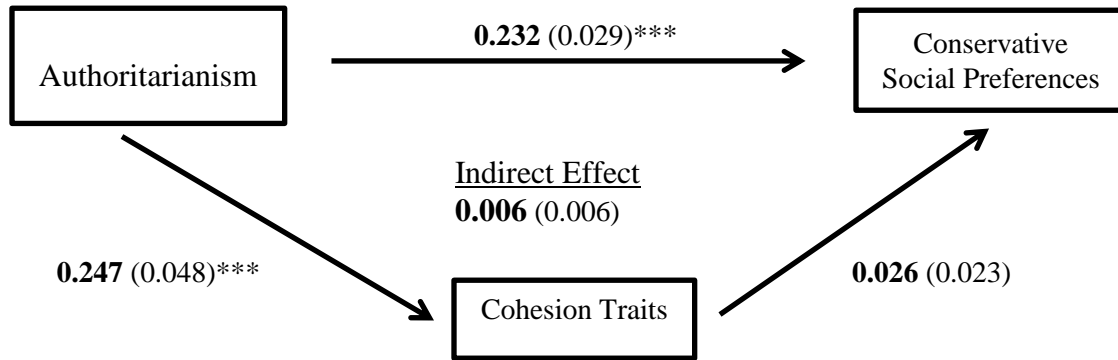 0.232 (0.029)***
Authoritarianism
Conservative
Social Preferences
Indirect Effect
0.006 (0.006)
0.247 (0.048)***
0.026 (0.023)
Cohesion Traits